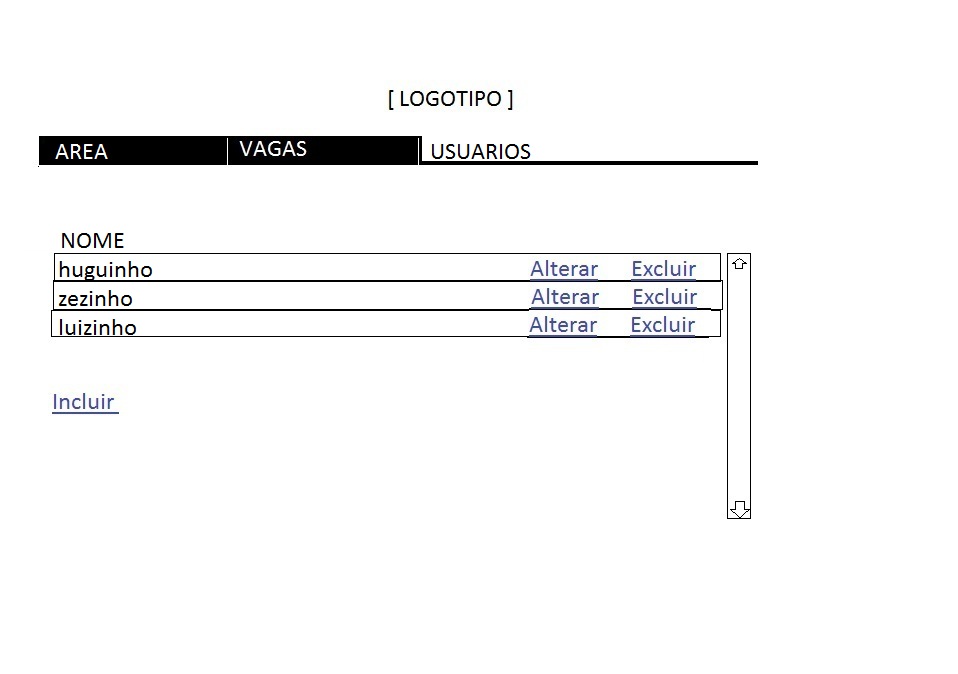 [ LOGOTIPO ]
AREA VAGAS USUARIOS
NOME
huguinho Alterar Excluir
zezinho Alterar Excluir
luizinho Alterar Excluir
Incluir